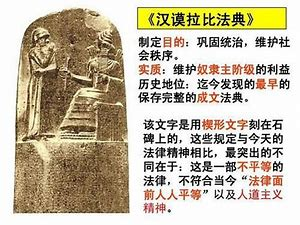 《汉谟拉比法典》
制定目的：巩固统治，维护社
会秩序。
实质：维护奴隶主阶级的利益
历史地位：迄今发现的最早的
保存完整的成文法典。
该文字是用楔形文字刻在石
碑上的，这些规定与今天的
法律精神相比，最突出的不
同在于：这是一部不平等的
法律，不符合当今“法律面
前人人平等”以及人道主义
精神。